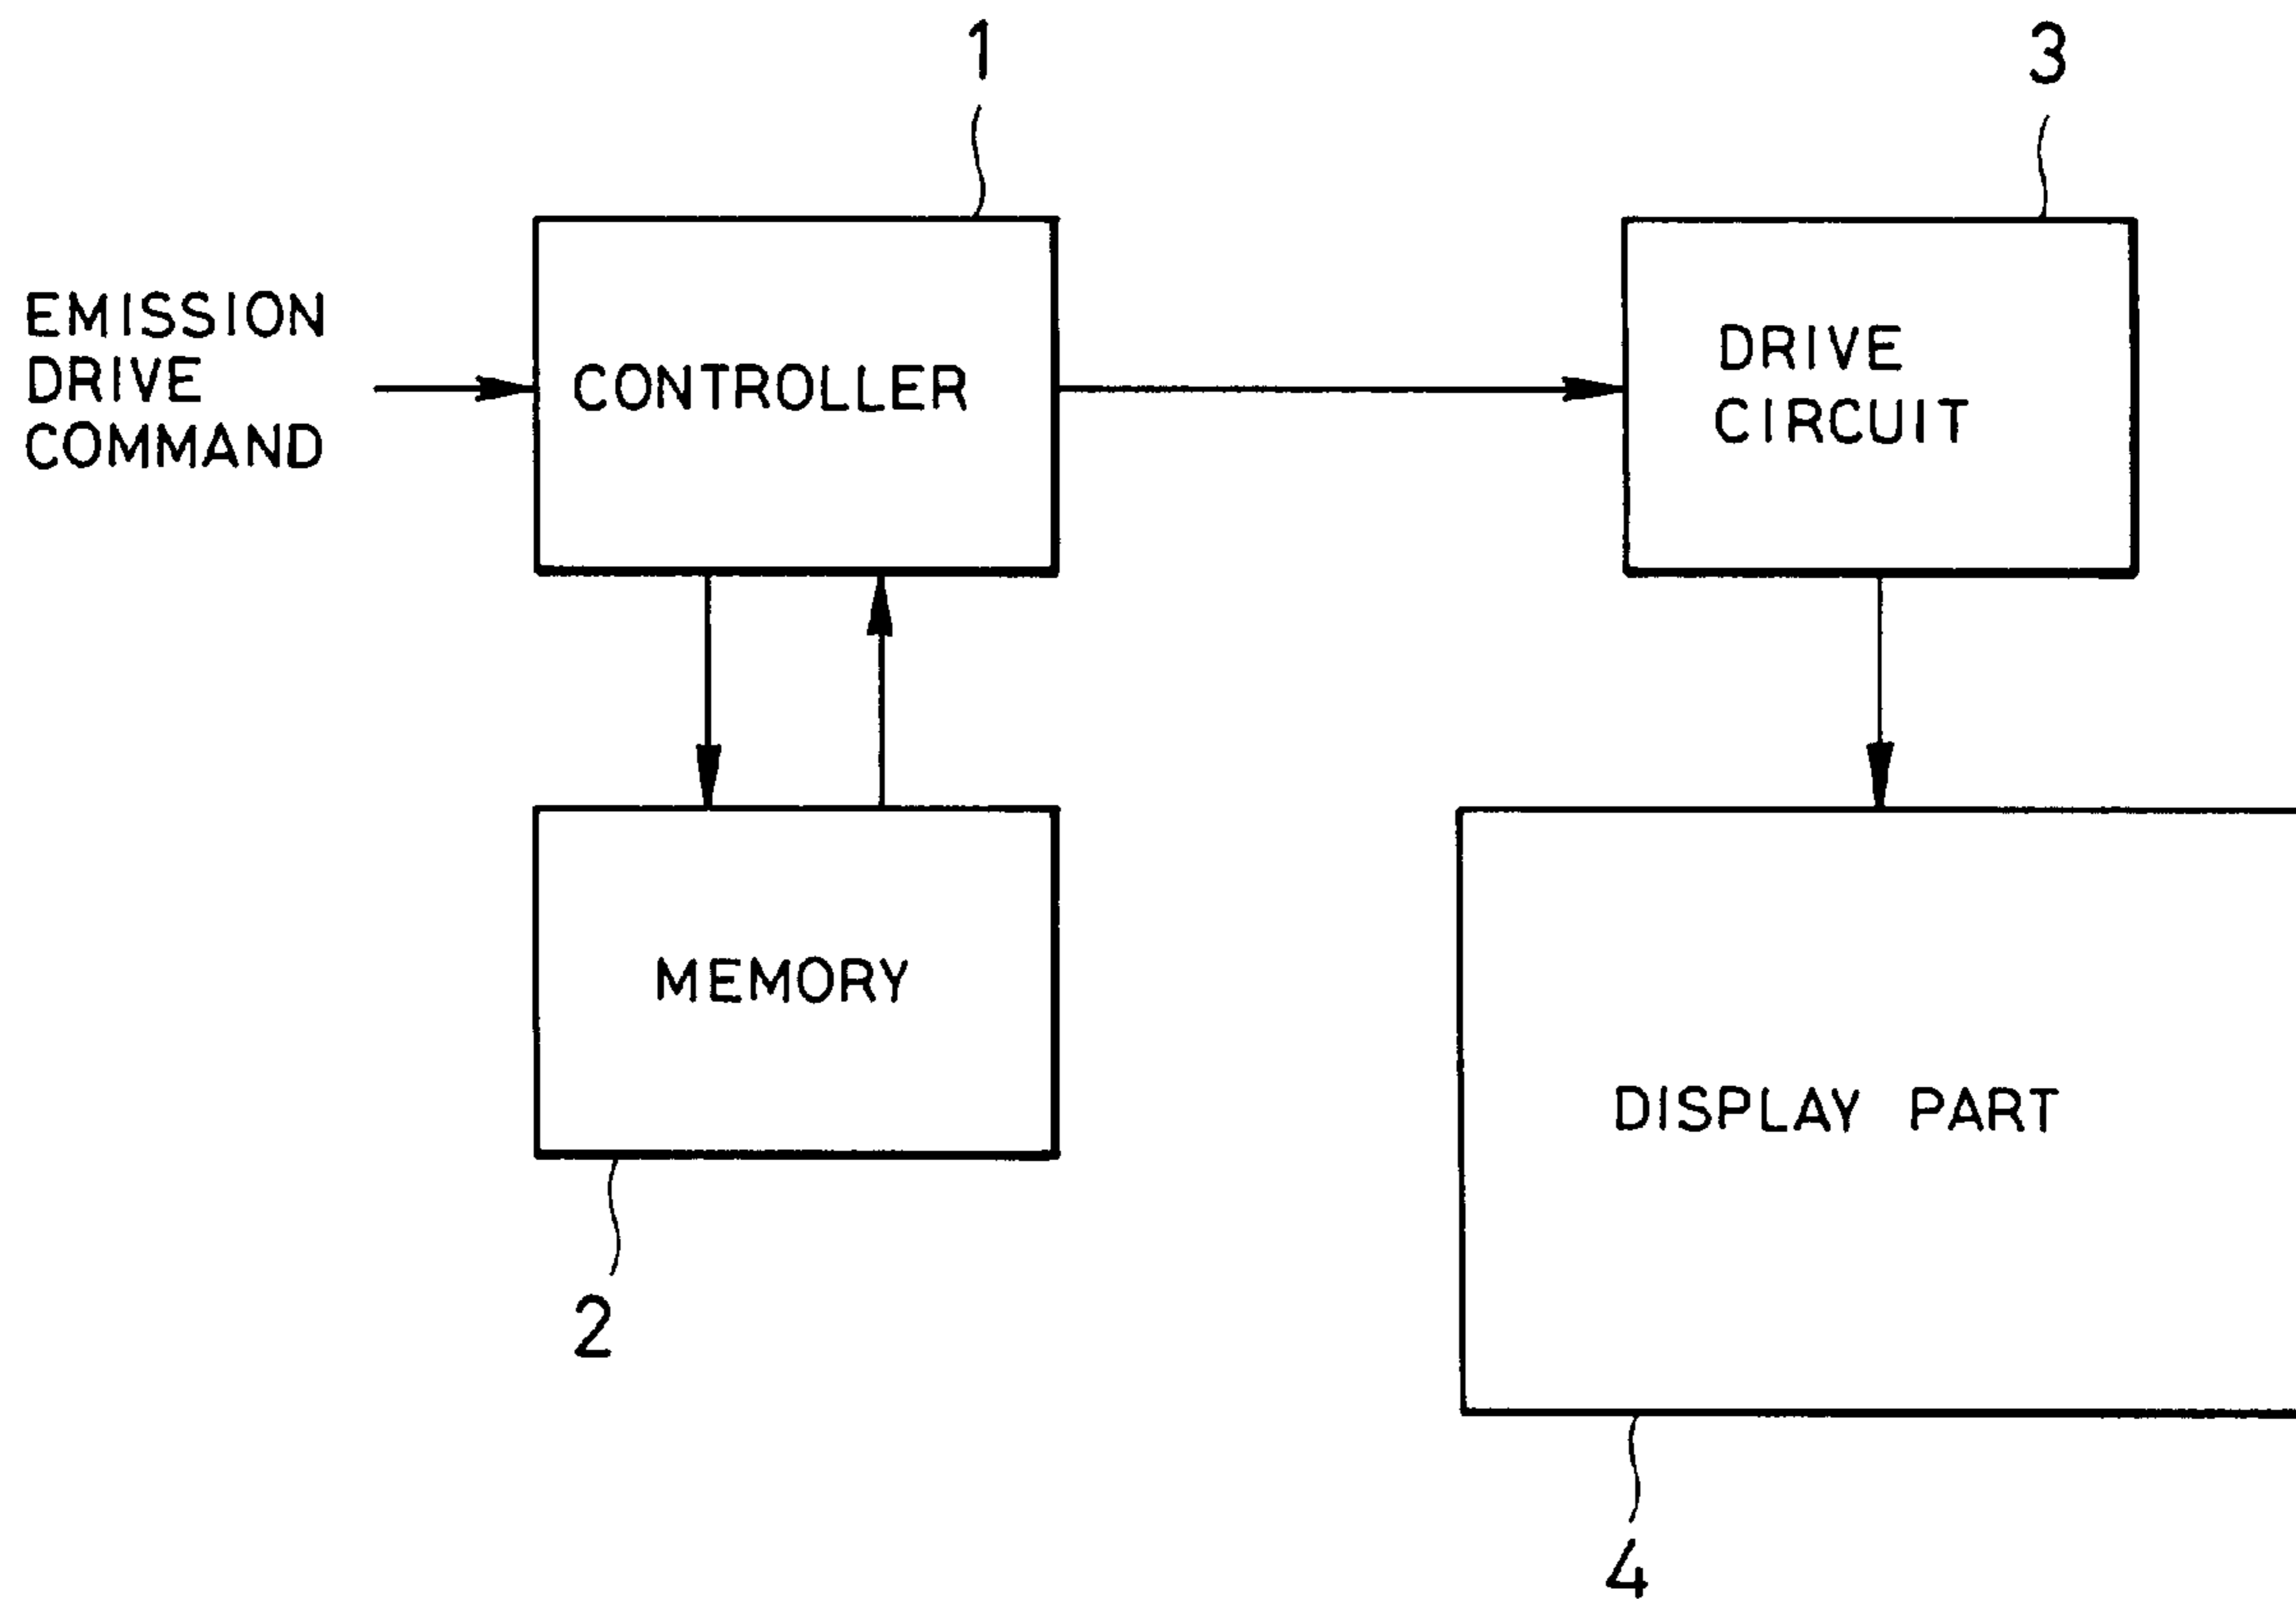 1
3
EMISSION
DRIVE
COMMAND
CONTROLLER
DRIVE
CIRCUIT
MEMORY
DISPLAY PART
2
4